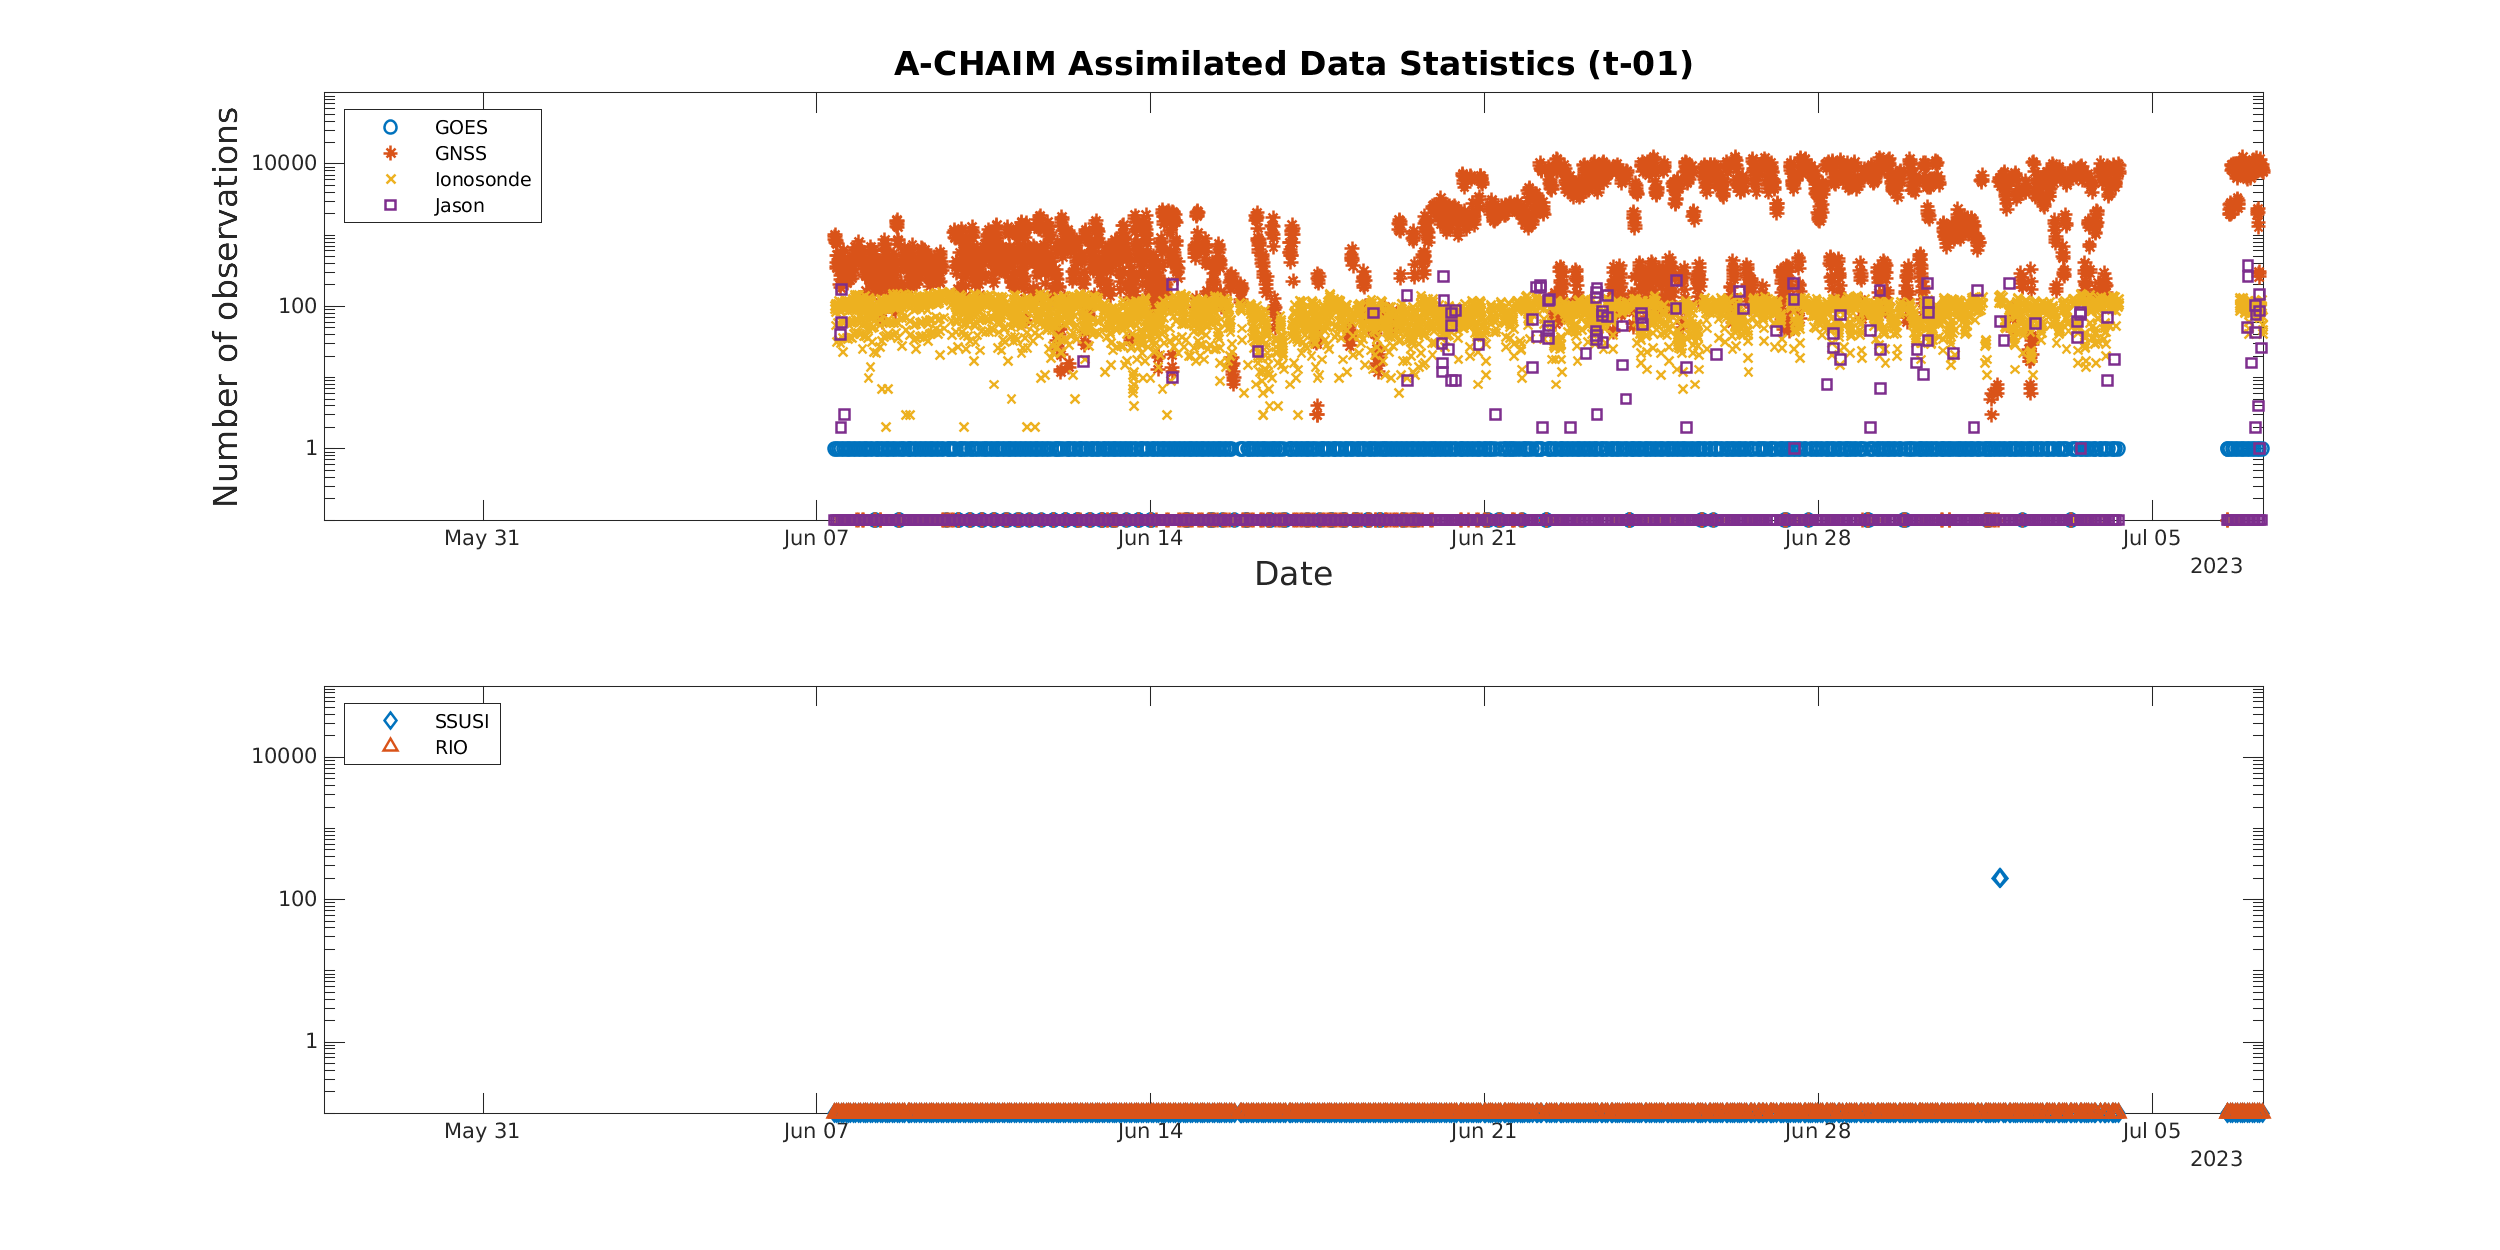 A-CHAIM Assimilated Data Statistics (t-01)
Number of observations
10000
100
1
GOES
GNSS
Ionosonde
Jason
May 31
Jun 07
Jun 14
Jun 21
Jun 28
Jul 05
2023
Date
10000
100
1
SSUSI
RIO
May 31
Jun 07
Jun 14
Jun 21
Jun 28
Jul 05
2023